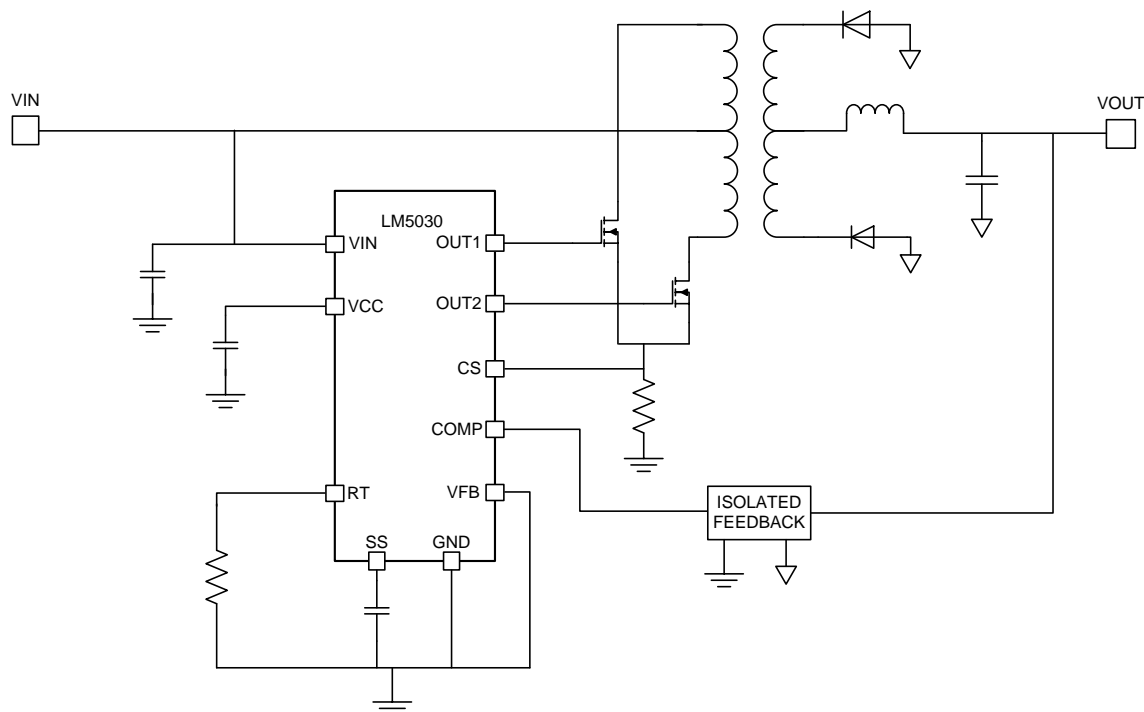 VIN
VOUT
LM5030
VIN
OUT1
VCC
OUT2
CS
COMP
RT
VFB
SS
GND
ISOLATED
FEEDBACK